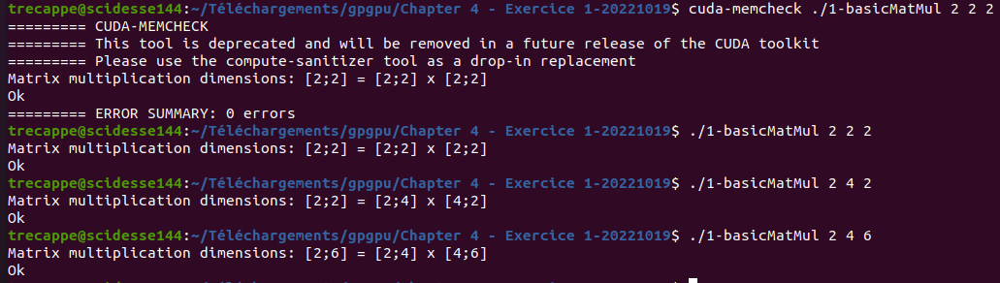 trecappe@scidesse144:~/Téléchargements/gpgpu/Chapter 4 - Exercice 1-20221019$ cuda-memcheck ./1-basicMatMul 2 2 2
========= CUDA-MEMCHECK
========= This tool is deprecated and will be removed in a future release of the CUDA toolkit
========= Please use the compute-sanitizer tool as a drop-in replacement
Matrix multiplication dimensions: [2;2] = [2;2] x [2;2]
Ok
========= ERROR SUMMARY: 0 errors
trecappe@scidesse144:~/Téléchargements/gpgpu/Chapter 4 - Exercice 1-20221019$ ./1-basicMatMul 2 2 2
Matrix multiplication dimensions: [2;2] = [2;2] x [2;2]
Ok
trecappe@scidesse144:~/Téléchargements/gpgpu/Chapter 4 - Exercice 1-20221019$ ./1-basicMatMul 2 4 2
Matrix multiplication dimensions: [2;2] = [2;4] x [4;2]
Ok
trecappe@scidesse144:~/Téléchargements/gpgpu/Chapter 4 - Exercice 1-20221019$ ./1-basicMatMul 2 4 6
Matrix multiplication dimensions: [2;6] = [2;4] x [4;6]
Ok